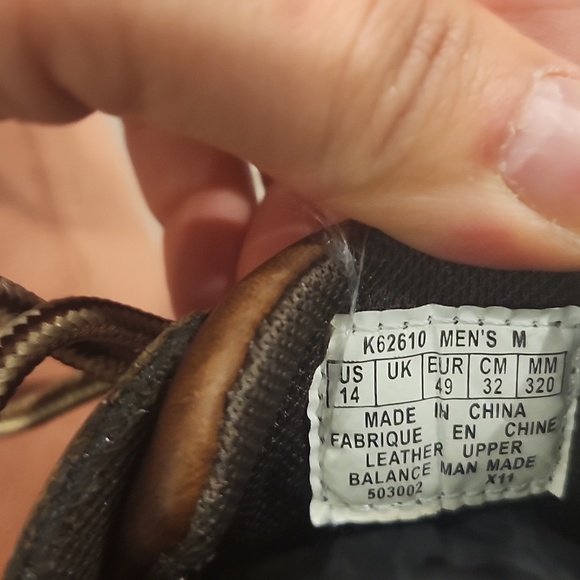 K62610 MEN'S M
US UK EUR CM MM
14 49 32 320
MADE IN CHINA
FABRIQUE EN CHINE
LEATHER UPPER
BALANCE MAN MADE
503002 X11